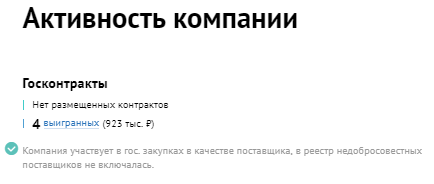 Активность компании
Госконтракты
Нет размещенных контрактов
4 выигранных (923 тыс. ₽)
Компания участвует в гос. закупках в качестве поставщика, в реестр недобросовестных
поставщиков не включалась.